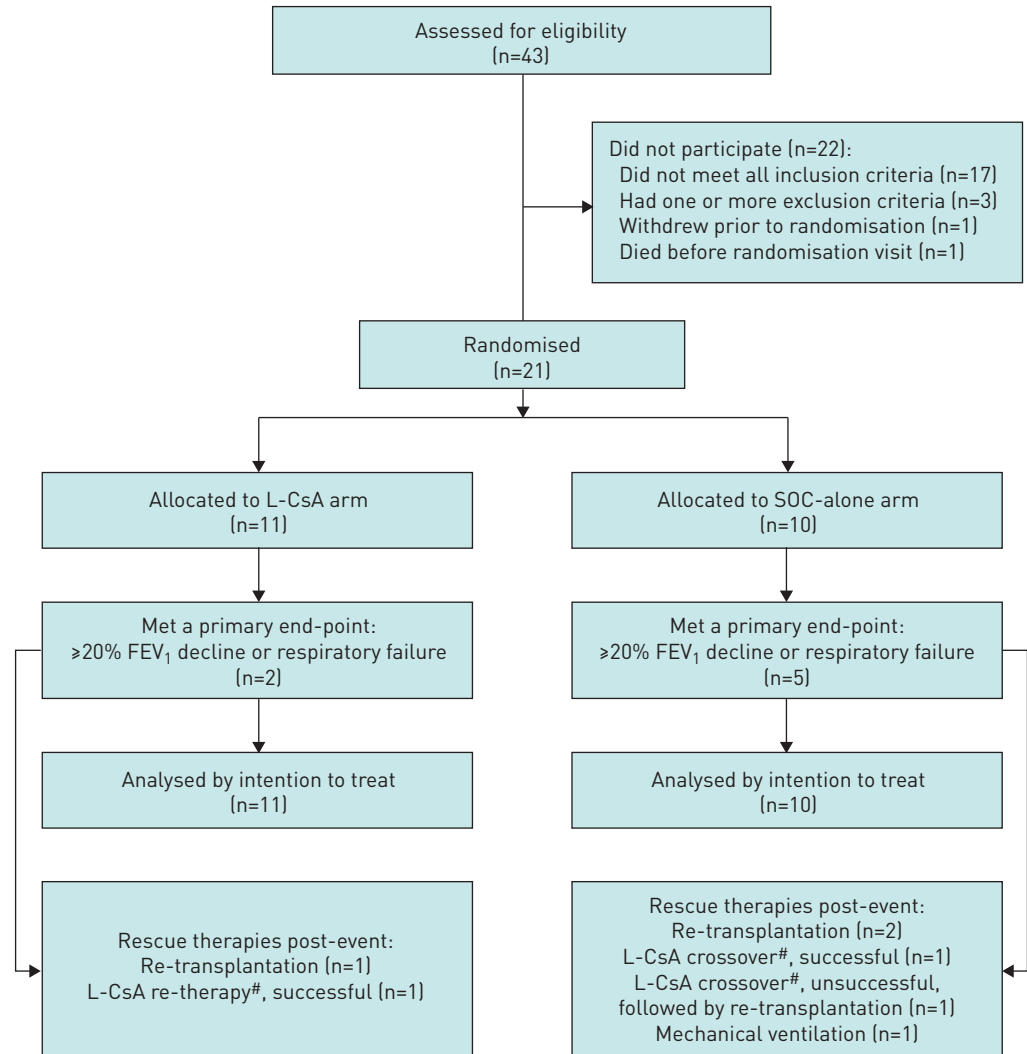 Assessed for eligibility
(n=43)
Did not participate (n=22):
Did not meet all inclusion criteria (n=17)
Had one or more exclusion criteria (n=3)
Withdrew prior to randomisation (n=1)
Died before randomisation visit (n=1)
Randomised
(n=21)
Allocated to L-CsA arm
(n=11)
Allocated to SOC-alone arm
(n=10)
Met a primary end-point:
≥20% FEV₁ decline or respiratory failure
(n=2)
Met a primary end-point:
≥20% FEV₁ decline or respiratory failure
(n=5)
Analysed by intention to treat
(n=11)
Analysed by intention to treat
(n=10)
Rescue therapies post-event:
Re-transplantation (n=1)
L-CsA re-therapy#, successful (n=1)
Rescue therapies post-event:
Re-transplantation (n=2)
L-CsA crossover#, successful (n=1)
L-CsA crossover#, unsuccessful,
followed by re-transplantation (n=1)
Mechanical ventilation (n=1)